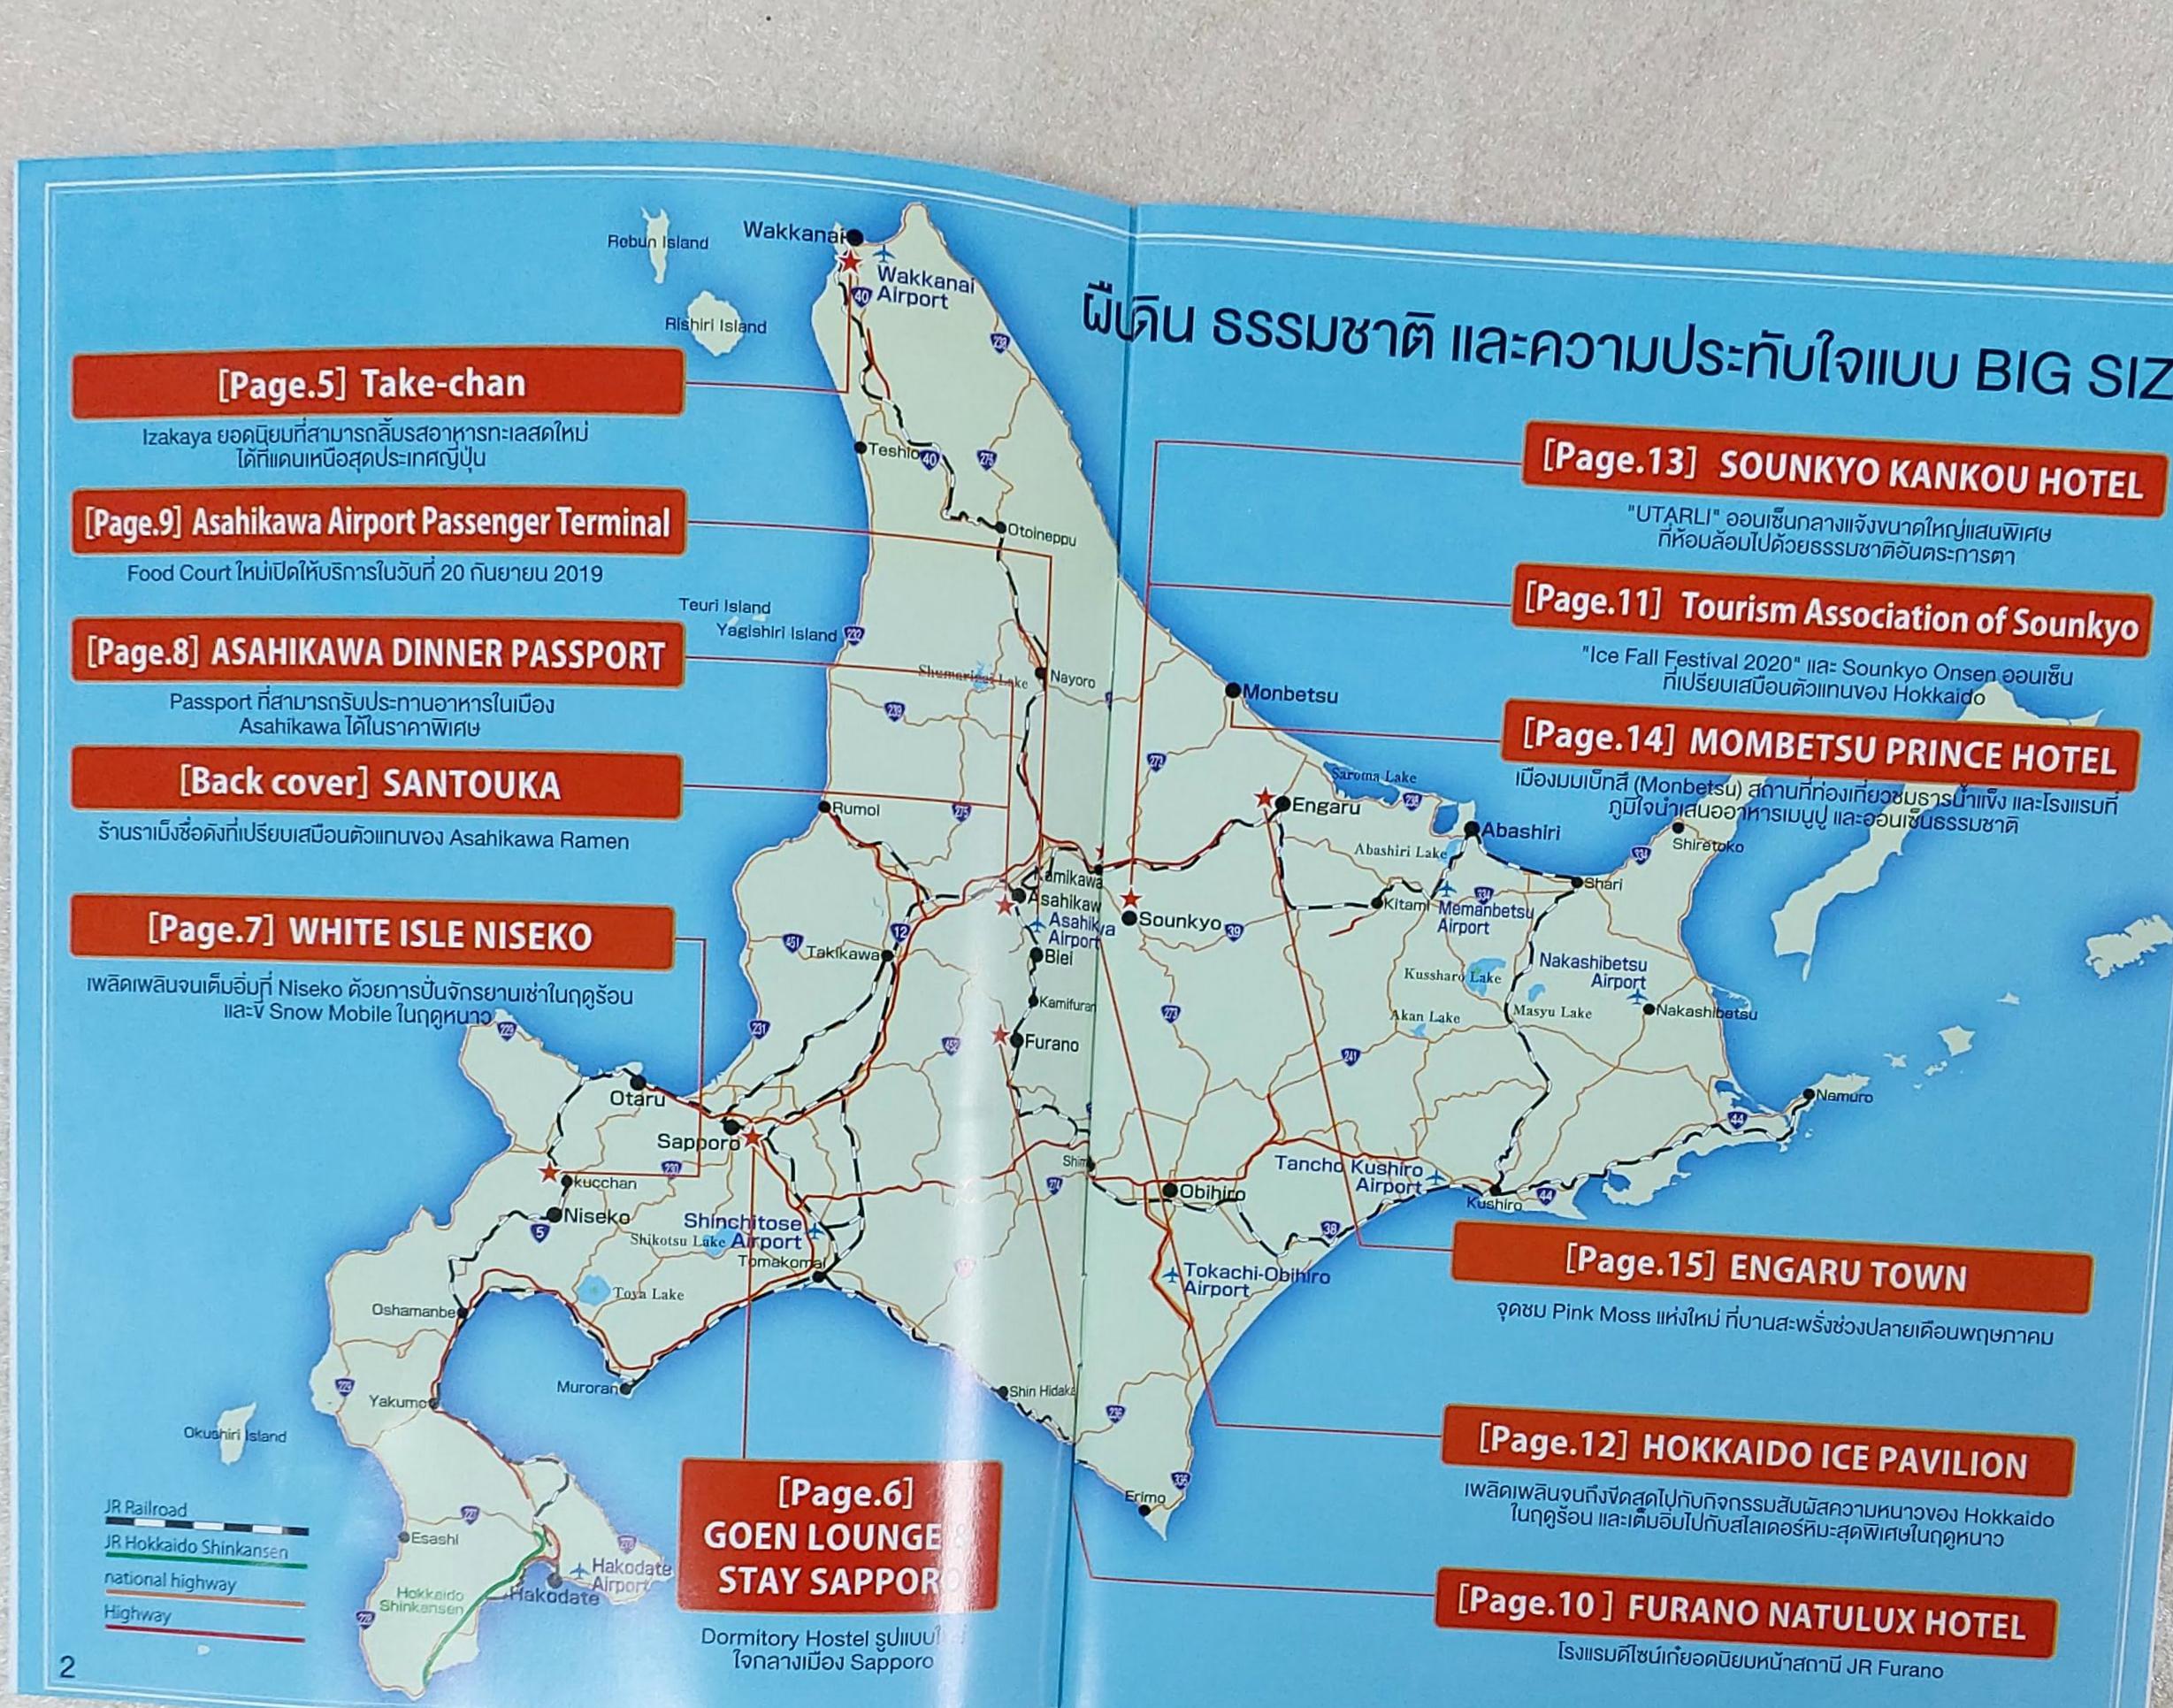 ผืนดิน ธรรมชาติ และความประทับใจแบบ BIG SIZ
[Page.5] Take-chan
Izakaya ยอดนิยมที่สามารถลิ้มรสอาหารทะเลสดใหม่
ได้ที่แดนเหนือสุดประเทศญี่ปุ่น
[Page.9] Asahikawa Airport Passenger Terminal
Food Court ใหม่เปิดให้บริการในวันที่ 20 กันยายน 2019
[Page.8] ASAHIKAWA DINNER PASSPORT
Passport ที่สามารถรับประทานอาหารในเมือง
Asahikawa ได้ในราคาพิเศษ
[Back cover] SANTOUKA
ร้านราเม็งชื่อดังที่เปรียบเสมือนตัวแทนของ Asahikawa Ramen
[Page.7] WHITE ISLE NISEKO
เพลิดเพลินจนเต็มอิ่มที่ Niseko ด้วยการปั่นจักรยานเช่าในฤดูร้อน
และขี่ Snow Mobile ในฤดูหนาว
[Page.6]
GOEN LOUNGE &
STAY SAPPORO
Dormitory Hostel รูปแบบ
ใจกลางเมือง Sapporo
[Page.13] SOUNKYO KANKOU HOTEL
"UTARLI" ออนเซ็นกลางแจ้งขนาดใหญ่แสนพิเศษ
ที่ห้อมล้อมไปด้วยธรรมชาติอันตระการตา
[Page.11] Tourism Association of Sounkyo
"Ice Fall Festival 2020" และ Sounkyo Onsen ออนเซ็น
ที่เปรียบเสมือนตัวแทนของ Hokkaido
[Page.14] MOMBETSU PRINCE HOTEL
เมืองมมเบ็ทสึ (Monbetsu) สถานที่ท่องเที่ยวชมธารน้ำแข็ง และโรงแรมที่
ภูมิใจนำเสนออาหารเมนูปู และออนเซ็นธรรมชาติ
[Page.15] ENGARU TOWN
จุดชม Pink Moss แห่งใหม่ ที่บานสะพรั่งช่วงปลายเดือนพฤษภาคม
[Page.12] HOKKAIDO ICE PAVILION
เพลิดเพลินจนถึงขีดสุดไปกับกิจกรรมสัมผัสความหนาวของ Hokkaido
ในฤดูร้อน และเต็มอิ่มไปกับสไลเดอร์หิมะสุดพิเศษในฤดูหนาว
[Page.10 ] FURANO NATULUX HOTEL
โรงแรมดีไซน์เก๋ยอดนิยมหน้าสถานี JR Furano
Rebun Island
Wakkanai
Wakkanai
Airport
40
Rishiri Island
238
Teshio
40
275
Otoineppu
Teuri Island
Yagishiri Island
232
Shumarinai Lake
Nayoro
239
Monbetsu
273
Saroma Lake
238
Rumoi
275
Engaru
Abashiri
Abashiri Lake
Shiretoko
334
Kamikawa
Shari
Asahikaw
Kitami
334
Memanbetsu
Airport
Asahikawa
Airport
Sounkyo
39
12
451
Takikawa
Biei
Kussharo Lake
Nakashibetsu
Airport
Kamifuran
273
Akan Lake
Masyu Lake
Nakashibetsu
229
231
452
Furano
241
Otaru
Namuro
44
Sapporo
230
Shim
Tancho Kushiro
Airport
kucchan
274
Obihiro
44
Kushiro
Niseko
5
Shinchitose
Airport
38
Shikotsu Lake
Tomakomai
Tokachi-Obihiro
Airport
Toya Lake
Oshamanbe
Muroran
Shin Hidaka
229
Yakumo
236
Okushiri Island
336
Erimo
227
Esashi
Hakodate
Airport
Hokkaido
Shinkansen
Hakodate
228
JR Railroad
JR Hokkaido Shinkansen
national highway
Highway
2